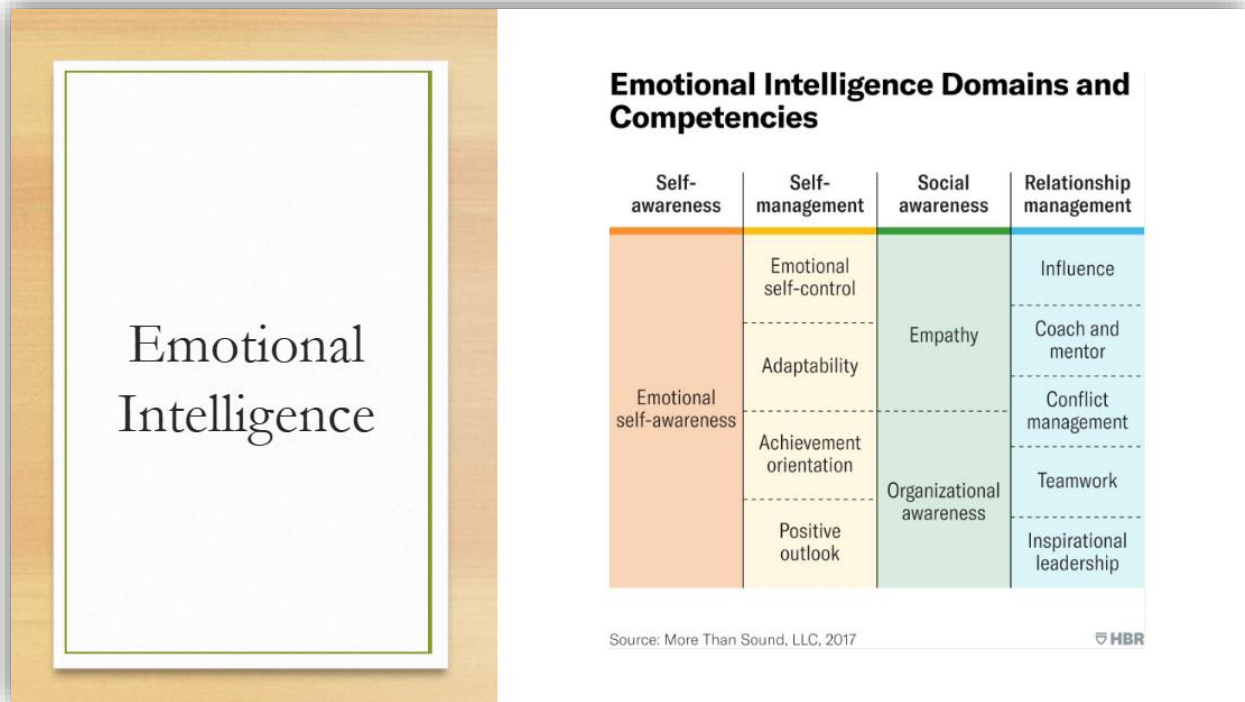 Emotional
Intelligence
Emotional Intelligence Domains and
Competencies
Self-
awareness
Self-
management
Social
awareness
Relationship
management
Emotional
self-awareness
Emotional
self-control
Adaptability
Achievement
orientation
Positive
outlook
Empathy
Organizational
awareness
Influence
Coach and
mentor
Conflict
management
Teamwork
Inspirational
leadership
Source: More Than Sound, LLC, 2017
HBR